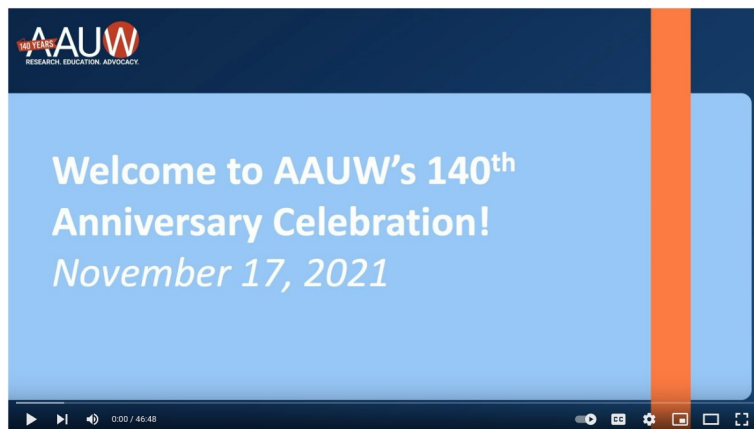 140 YEARS
AAUW
RESEARCH. EDUCATION. ADVOCACY.
Welcome to AAUW's 140th
Anniversary Celebration!
November 17, 2021
0:00 / 46:48
CC